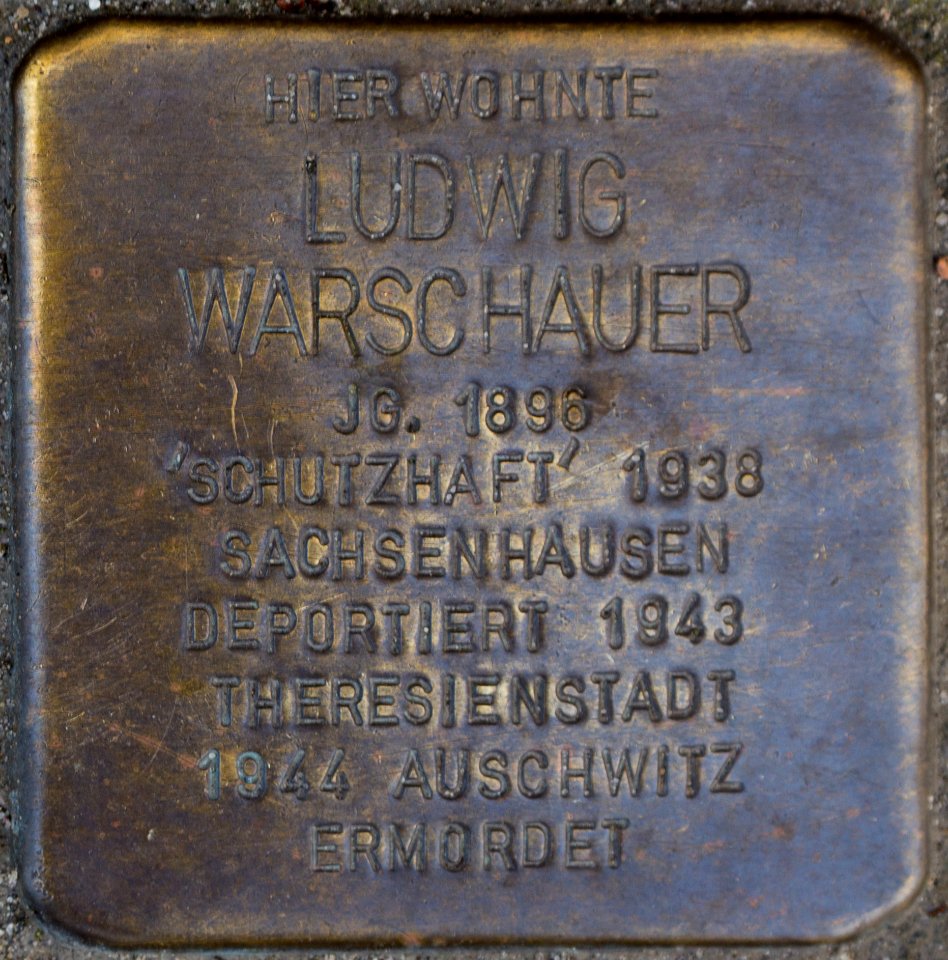 HIER WOHNTE
LUDWIG
WARSCHAUER
JG. 1896
'SCHUTZHAFT' 1938
SACHSENHAUSEN
DEPORTIERT 1943
THERESIENSTADT
1944 AUSCHWITZ
ERMORDET